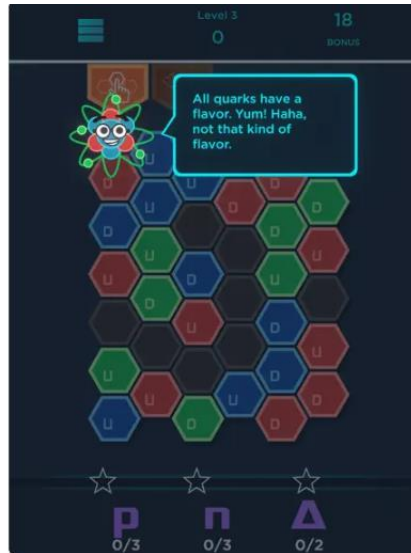 Level 3
0
18
BONUS
All quarks have a
flavor. Yum! Haha,
not that kind of
flavor.
U
D U
U D D
D D
U U U
U D U
D
U D
U
U D
U U D
U D D
p n Δ
0/3 0/3 0/2